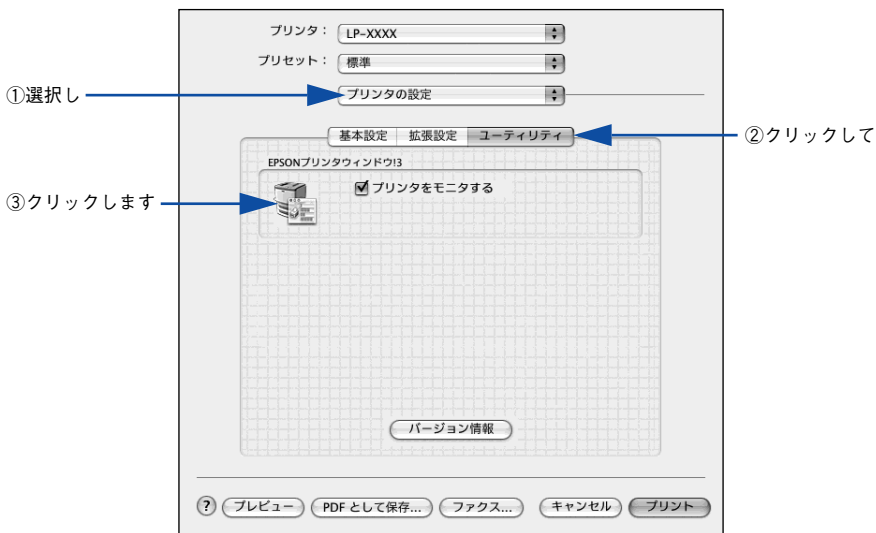 プリンタ： LP-XXXX
プリセット： 標準
①選択し プリンタの設定
基本設定 拡張設定 ユーティリティ ②クリックして
EPSONプリンタウィンドウ!3
③クリックします プリンタをモニタする
バージョン情報
? プレビュー PDF として保存... ファクス... キャンセル プリント